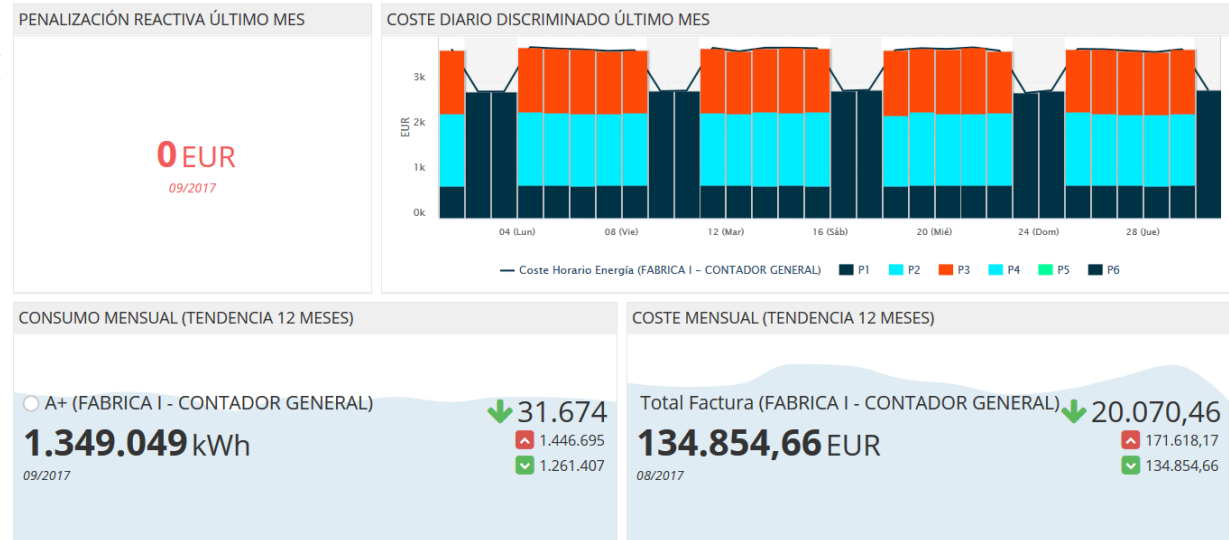 PENALIZACIÓN REACTIVA ÚLTIMO MES
0 EUR
09/2017
COSTE DIARIO DISCRIMINADO ÚLTIMO MES
EUR
3k
2k
1k
0k
04 (Lun) 08 (Vie) 12 (Mar) 16 (Sáb) 20 (Mié) 24 (Dom) 28 (Jue)
Coste Horario Energía (FABRICA I - CONTADOR GENERAL) P1 P2 P3 P4 P5 P6
CONSUMO MENSUAL (TENDENCIA 12 MESES)
A+ (FABRICA I - CONTADOR GENERAL)
1.349.049 kWh
09/2017
31.674
1.446.695
1.261.407
COSTE MENSUAL (TENDENCIA 12 MESES)
Total Factura (FABRICA I - CONTADOR GENERAL)
134.854,66 EUR
08/2017
20.070,46
171.618,17
134.854,66